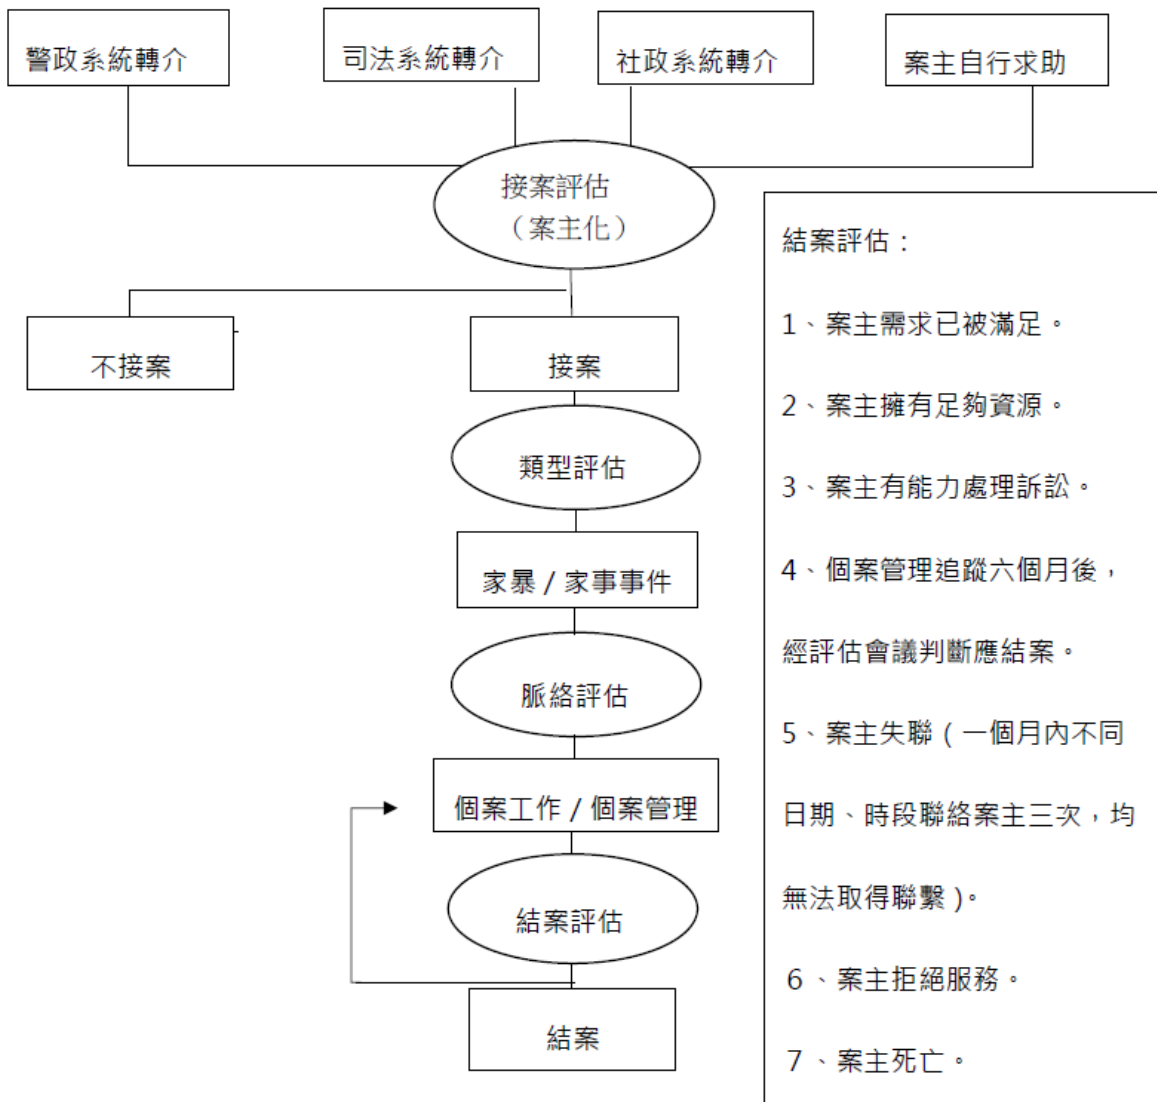 警政系統轉介
司法系統轉介
社政系統轉介
案主自行求助
接案評估
（案主化）
不接案
接案
類型評估
家暴 / 家事事件
脈絡評估
個案工作 / 個案管理
結案評估
結案
結案評估：
1、案主需求已被滿足。
2、案主擁有足夠資源。
3、案主有能力處理訴訟。
4、個案管理追蹤六個月後，
經評估會議判斷應結案。
5、案主失聯（一個月內不同
日期、時段聯絡案主三次，均
無法取得聯繫）。
6、案主拒絕服務。
7、案主死亡。